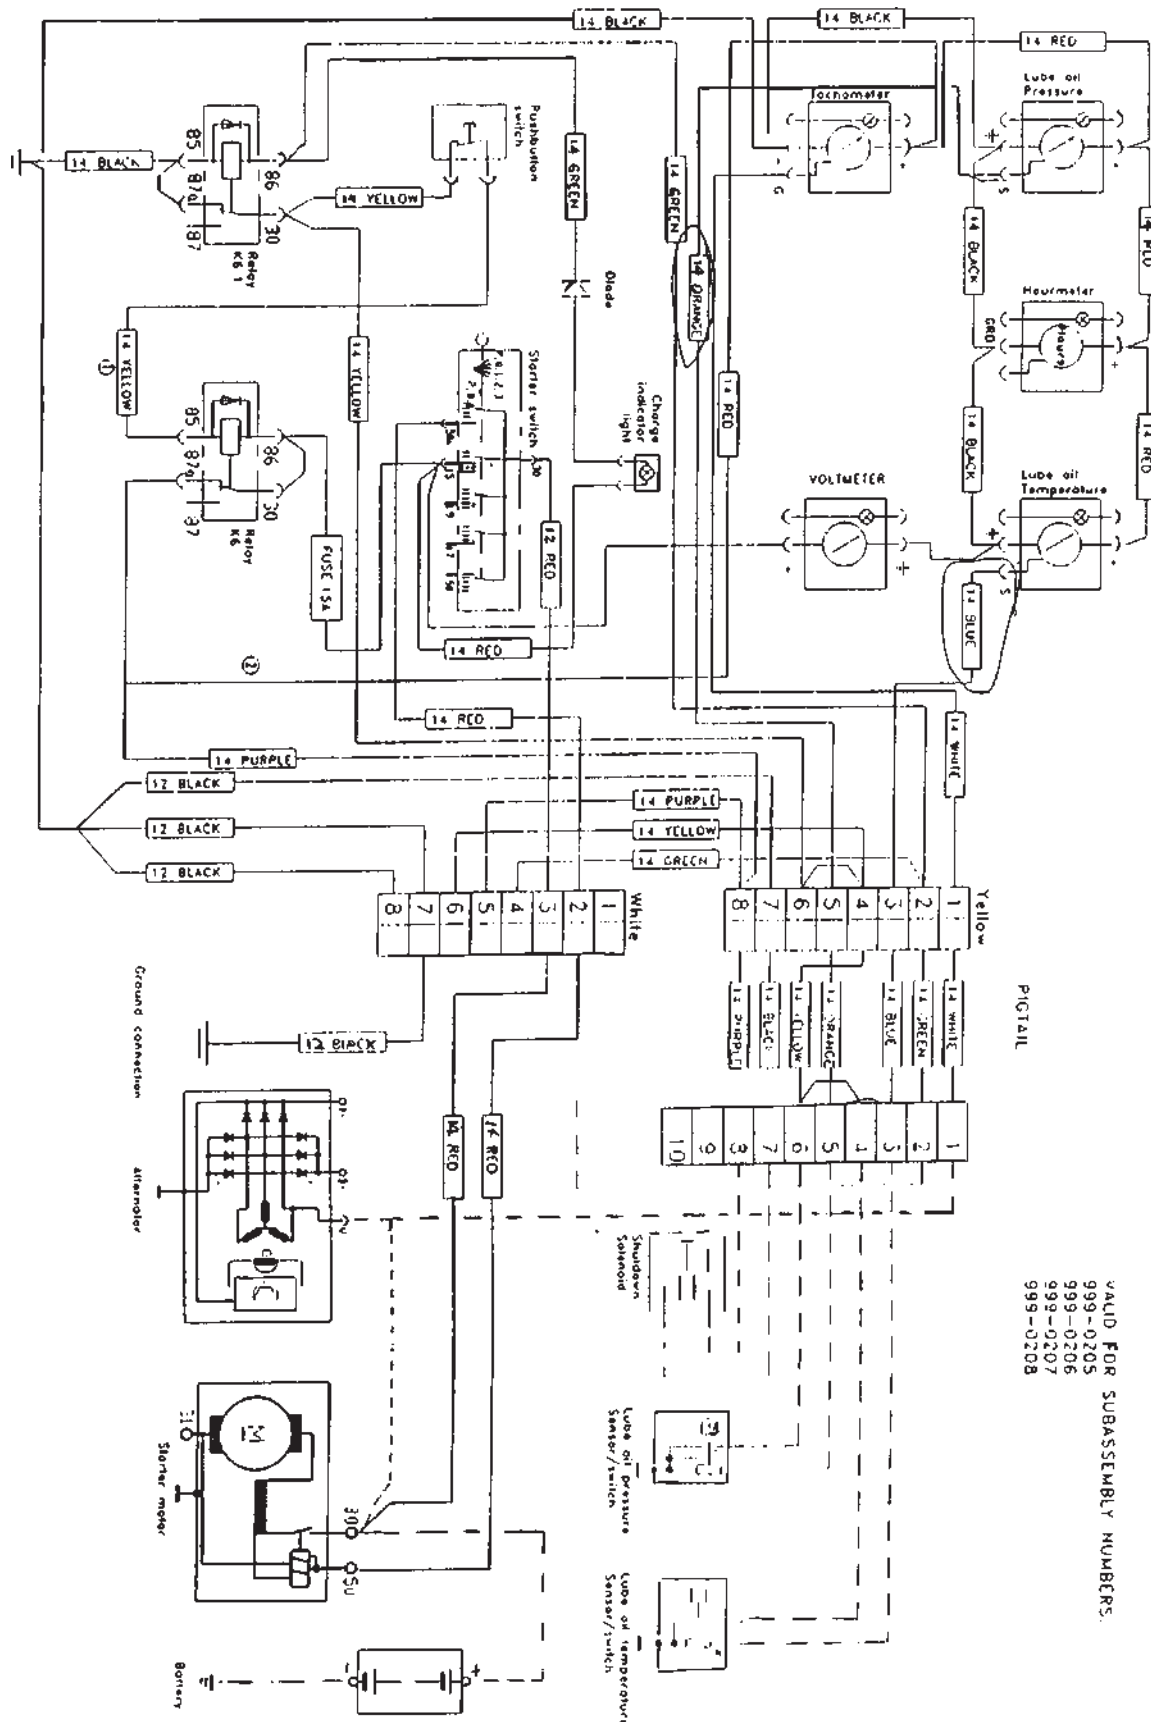 14 BLACK
14 BLACK
14 RED
Tachometer
Lube oil
Pressure
Pushbutton
switch
85
86
14 BLACK
87a
30
87
Relay
K6.1
14 YELLOW
14 GREEN
14 GREEN
14 ORANGE
G
S
+
14 BLACK
14 RED
Hourmeter
GRD
Hours
+
Diode
14 YELLOW
1
14 YELLOW
Starter switch
30
Charge
indicator
light
14 RED
14 BLACK
14 RED
VOLTMETER
Lube oil
Temperature
+
S
14 BLUE
85
86
87a
30
87
Relay
K6
FUSE 15A
12 RED
14 RED
2
14 RED
14 PURPLE
14 WHITE
12 BLACK
12 BLACK
12 BLACK
14 PURPLE
14 YELLOW
14 GREEN
White
8
7
6
5
4
3
2
1
Yellow
8
7
6
5
4
3
2
1
PIGTAIL
14 PURPLE
14 BLACK
14 YELLOW
14 ORANGE
14 BLUE
14 GREEN
14 WHITE
10
9
8
7
6
5
4
3
2
1
Ground connection
12 BLACK
14 RED
Alternator
Shutdown
Solenoid
VALID FOR SUBASSEMBLY NUMBERS.
999-0205
999-0206
999-0207
999-0208
M
31
Starter motor
30
Lube oil pressure
Sensor/switch
Lube oil temperature
Sensor/switch
Battery
+